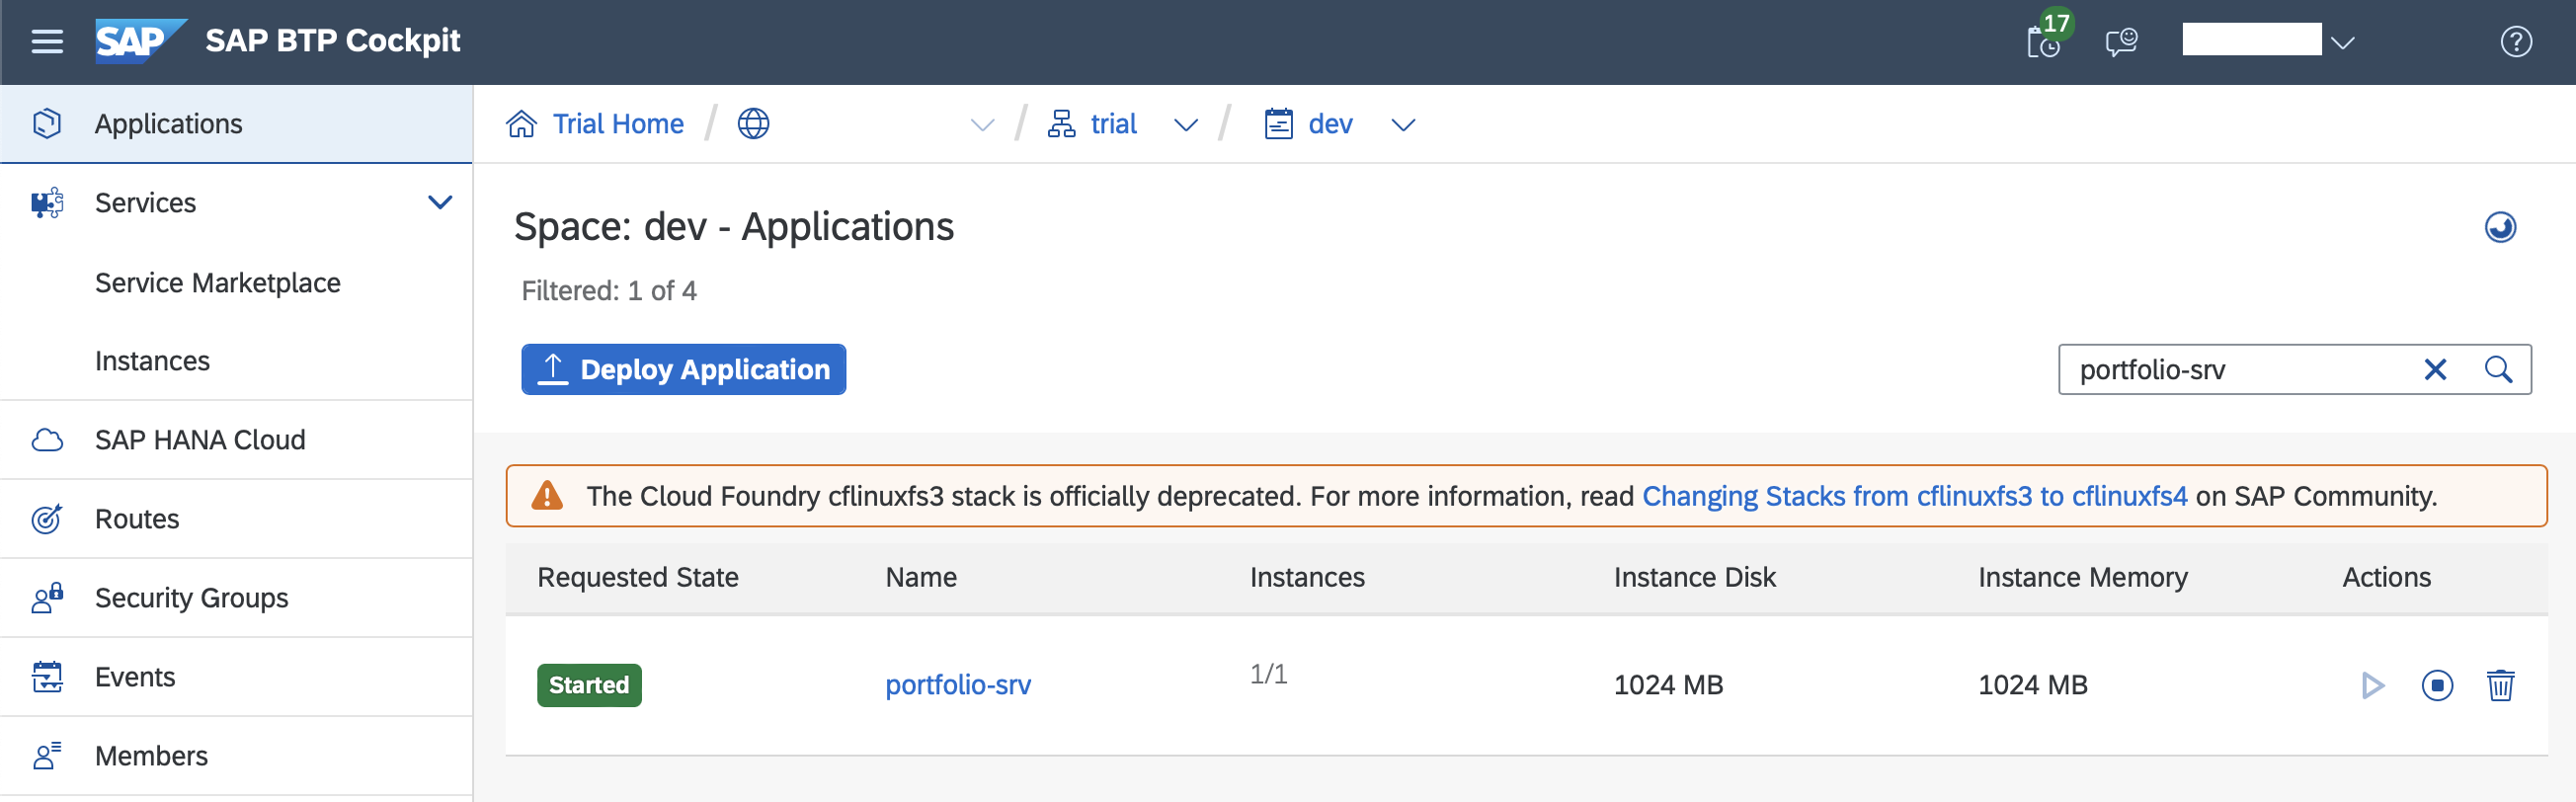 SAP SAP BTP Cockpit 17
Applications
Trial Home / / trial / dev
Services
Space: dev - Applications
Service Marketplace
Filtered: 1 of 4
Instances
Deploy Application portfolio-srv
SAP HANA Cloud
The Cloud Foundry cflinuxfs3 stack is officially deprecated. For more information, read Changing Stacks from cflinuxfs3 to cflinuxfs4 on SAP Community.
Routes
Requested State Name Instances Instance Disk Instance Memory Actions
Security Groups
Started portfolio-srv 1/1 1024 MB 1024 MB
Events
Members